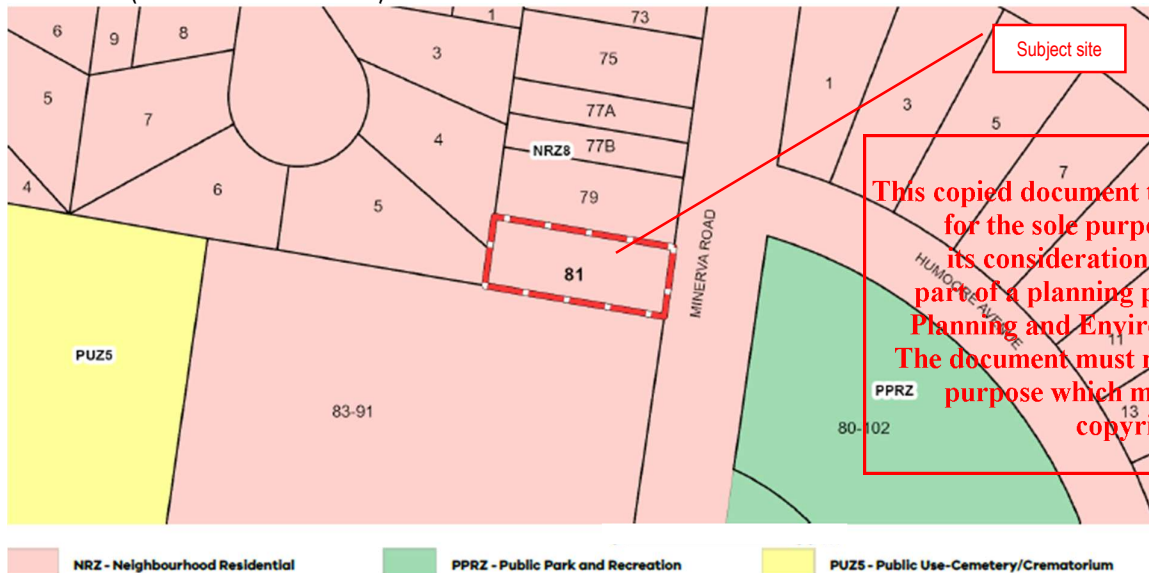 6
9
8
1
73
3
75
Subject site
1
3
5
5
7
77A
4
NRZ8
77B
7
4
6
5
79
This copied document
for the sole purpo
its consideration
part of a planning p
Planning and Enviro
The document must
purpose which m
copyri
81
MINERVA ROAD
HUMOORE AVENUE
11
13
PUZ5
PPRZ
83-91
80-102
NRZ - Neighbourhood Residential
PPRZ - Public Park and Recreation
PUZ5 - Public Use-Cemetery/Crematorium